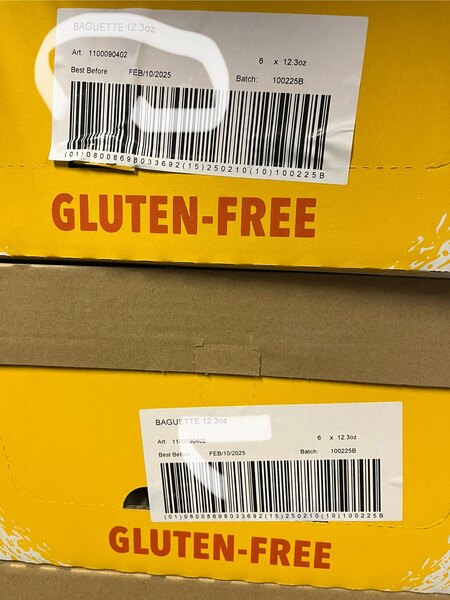 BAGUETTE 12.3oz
Art. 1100090402 6 x 12.3oz
Best Before FEB/10/2025 Batch: 100225B
(01)08008698033692(15)250210(10)100225B
GLUTEN-FREE
BAGUETTE 12.3oz
Art. 1100090402 6 x 12.3oz
Best Before FEB/10/2025 Batch: 100225B
(01)08008698033692(15)250210(10)100225B
GLUTEN-FREE